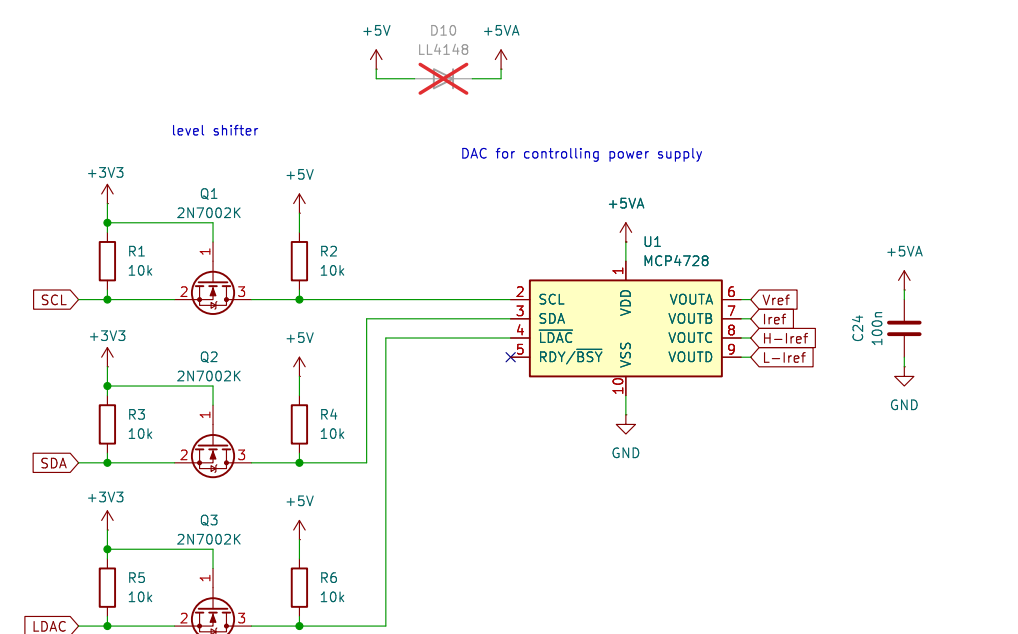 +5V
D10
LL4148
+5VA
level shifter
DAC for controlling power supply
+3V3
Q1
2N7002K
+5V
+5VA
U1
MCP4728
+5VA
R1
10k
1
R2
10k
1
SCL
2
3
2
SCL
VDD
VOUTA
6
Vref
3
SDA
VOUTB
7
Iref
4
LDAC
VOUTC
8
H-Iref
5
RDY/BSY
VSS
VOUTD
9
L-Iref
10
GND
C24
100n
GND
+3V3
Q2
2N7002K
+5V
R3
10k
1
R4
10k
SDA
2
3
+3V3
Q3
2N7002K
+5V
R5
10k
1
R6
10k
LDAC
2
3